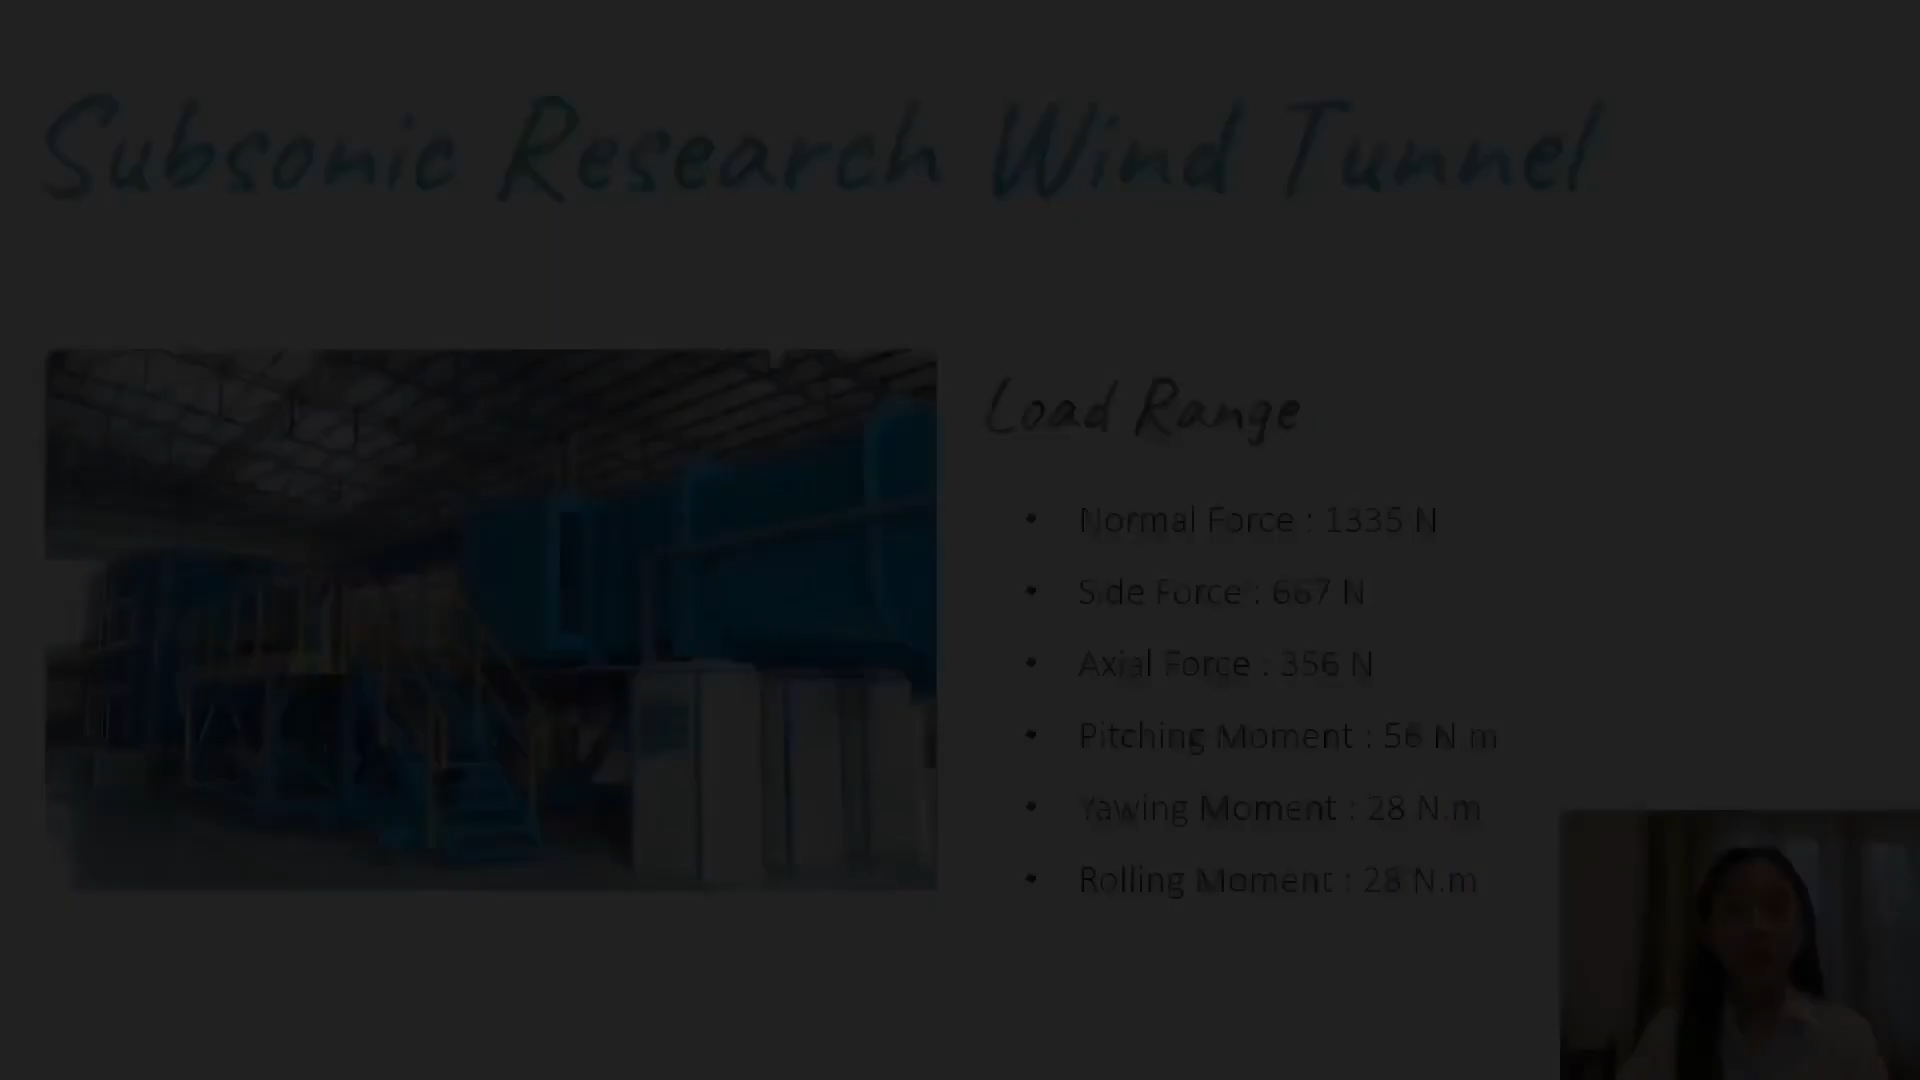 Subsonic Research Wind Tunnel
Load Range
• Normal Force : 1335 N
• Side Force : 667 N
• Axial Force : 356 N
• Pitching Moment : 56 N.m
• Yawing Moment : 28 N.m
• Rolling Moment : 28 N.m